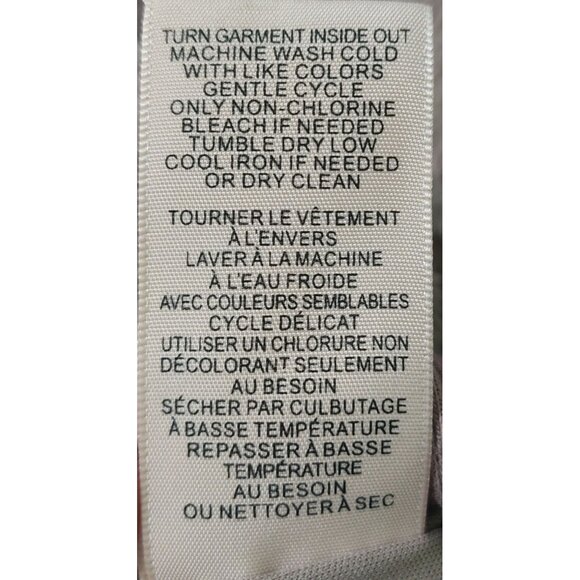 TURN GARMENT INSIDE OUT
MACHINE WASH COLD
WITH LIKE COLORS
GENTLE CYCLE
ONLY NON-CHLORINE
BLEACH IF NEEDED
TUMBLE DRY LOW
COOL IRON IF NEEDED
OR DRY CLEAN
TOURNER LE VÊTEMENT
À L'ENVERS
LAVER À LA MACHINE
À L'EAU FROIDE
AVEC COULEURS SEMBLABLES
CYCLE DÉLICAT
UTILISER UN CHLORURE NON
DÉCOLORANT SEULEMENT
AU BESOiN
SÉCHER PAR CULBUTAGE
À BASSE TEMPÉRATURE
REPASSER À BASSE
TEMPÉRATURE
AU BESOIN
OU NETTOYER À SEC